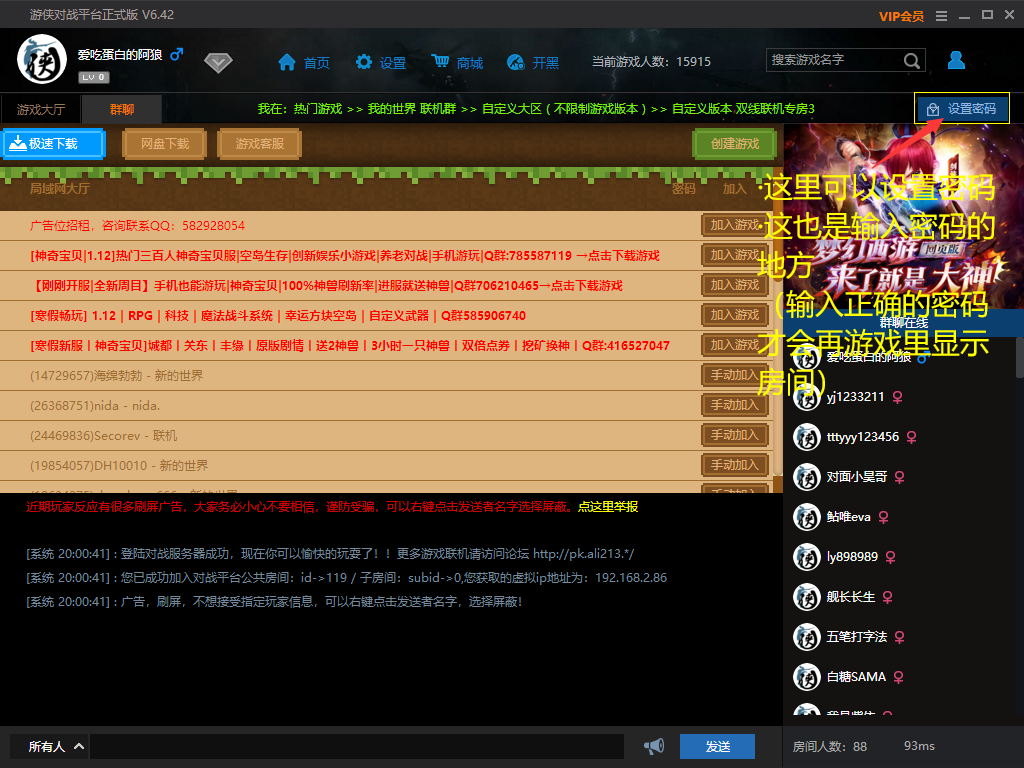 游侠对战平台正式版 V6.42
VIP会员
爱吃蛋白的阿狼
LV 0
首页
设置
商城
开黑
当前游戏人数：15915
搜索游戏名字
游戏大厅
群聊
我在：热门游戏 >> 我的世界 联机群 >> 自定义大区 ( 不限制游戏版本 ) >> 自定义版本.双线联机专房3
设置密码
极速下载
网盘下载
游戏客服
创建游戏
局域网大厅
密码
加入
广告位招租，咨询联系QQ：582928054
加入游戏
[神奇宝贝|1.12]热门三百人神奇宝贝服|空岛生存|创新娱乐小游戏|养老对战|手机游玩|Q群:785587119 →点击下载游戏
加入游戏
【刚刚开服|全新周目】手机也能游玩|神奇宝贝|100%神兽刷新率|进服就送神兽|Q群706210465→点击下载游戏
加入游戏
[寒假畅玩] 1.12 | RPG | 科技 | 魔法战斗系统 | 幸运方块空岛 | 自定义武器 | Q群585906740
加入游戏
[寒假新服丨神奇宝贝]城都丨关东丨丰缘丨原版剧情丨送2神兽丨3小时一只神兽丨双倍点券丨挖矿换神丨Q群:416527047
加入游戏
(14729657)海绵勃勃 - 新的世界
手动加入
(26368751)nida - nida.
手动加入
(24469836)Secorev - 联机
手动加入
(19854057)DH10010 - 新的世界
手动加入
近期玩家反应有很多刷屏广告，大家务必小心不要相信，谨防受骗，可以右键点击发送者名字选择屏蔽。点这里举报
[系统 20:00:41] : 登陆对战服务器成功，现在你可以愉快的玩耍了！！更多游戏联机请访问论坛 http://pk.ali213.*/
[系统 20:00:41] : 您已成功加入对战平台公共房间：id->119 / 子房间：subid->0,您获取的虚拟ip地址为：192.168.2.86
[系统 20:00:41] : 广告，刷屏，不想接受指定玩家信息，可以右键点击发送者名字，选择屏蔽！
·这里可以设置密码
·这也是输入密码的
地方
（输入正确的密码
才会再游戏里显示
房间）
梦幻西游 网页版
来了就是大神
群聊在线
爱吃蛋白的阿狼
yj1233211
tttyyy123456
对面小昊哥
鲇唯eva
ly898989
舰长长生
五笔打字法
白糖SAMA
所有人
发送
房间人数：88
93ms